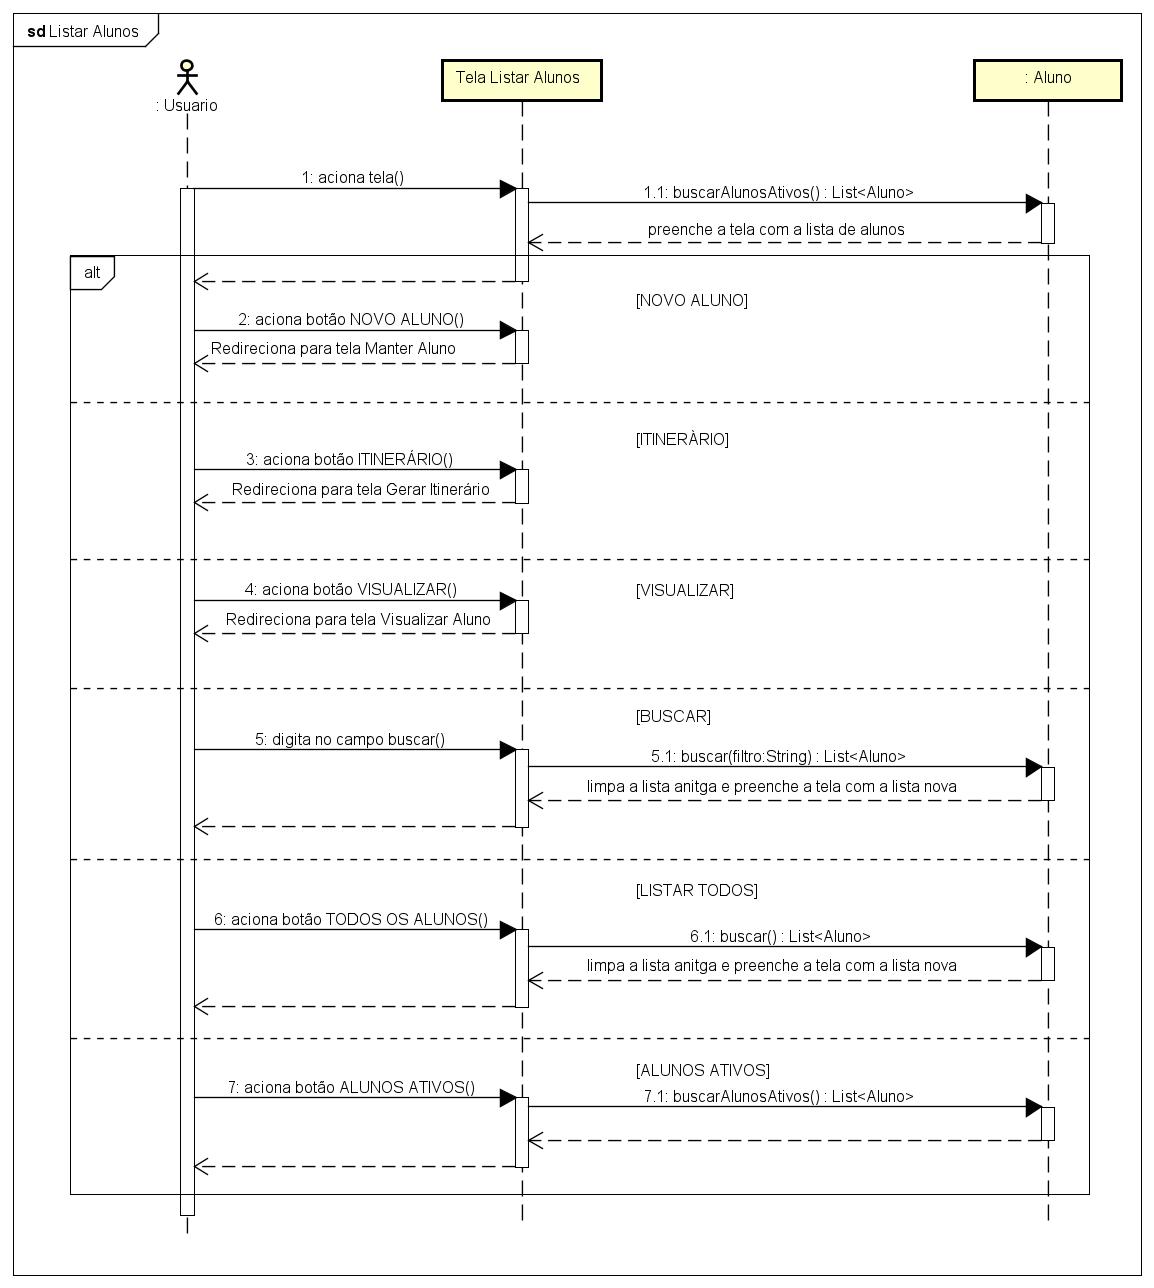 sd Listar Alunos
: Usuario
Tela Listar Alunos
: Aluno
1: aciona tela()
1.1: buscarAlunosAtivos() : List<Aluno>
preenche a tela com a lista de alunos
alt
[NOVO ALUNO]
2: aciona botão NOVO ALUNO()
Redireciona para tela Manter Aluno
[ITINERÀRIO]
3: aciona botão ITINERÁRIO()
Redireciona para tela Gerar Itinerário
[VISUALIZAR]
4: aciona botão VISUALIZAR()
Redireciona para tela Visualizar Aluno
[BUSCAR]
5: digita no campo buscar()
5.1: buscar(filtro:String) : List<Aluno>
limpa a lista anitga e preenche a tela com a lista nova
[LISTAR TODOS]
6: aciona botão TODOS OS ALUNOS()
6.1: buscar() : List<Aluno>
limpa a lista anitga e preenche a tela com a lista nova
[ALUNOS ATIVOS]
7: aciona botão ALUNOS ATIVOS()
7.1: buscarAlunosAtivos() : List<Aluno>